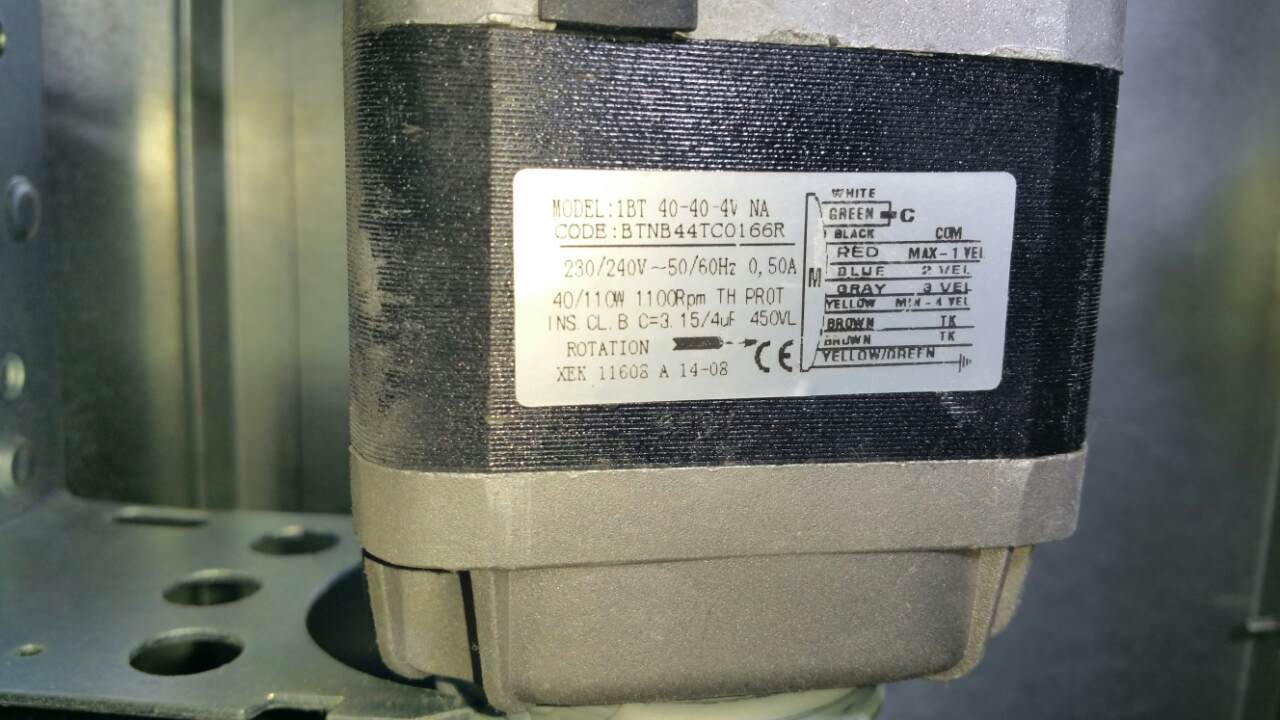 MODEL:1BT 40-40-4V NA
CODE:BTNB44TC0166R
230/240V~50/60Hz 0,50A
40/110W 1100Rpm TH PROT
INS.CL.B C=3.15/4uF 450VL
ROTATION
CE
XEK 11608 A 14-08
WHITE
GREEN C
BLACK COM
RED MAX-1 VEL
BLUE 2 VEL
GRAY 3 VEL
YELLOW MIN-4 VEL
BROWN TK
BROWN TK
YELLOW/GREEN
M